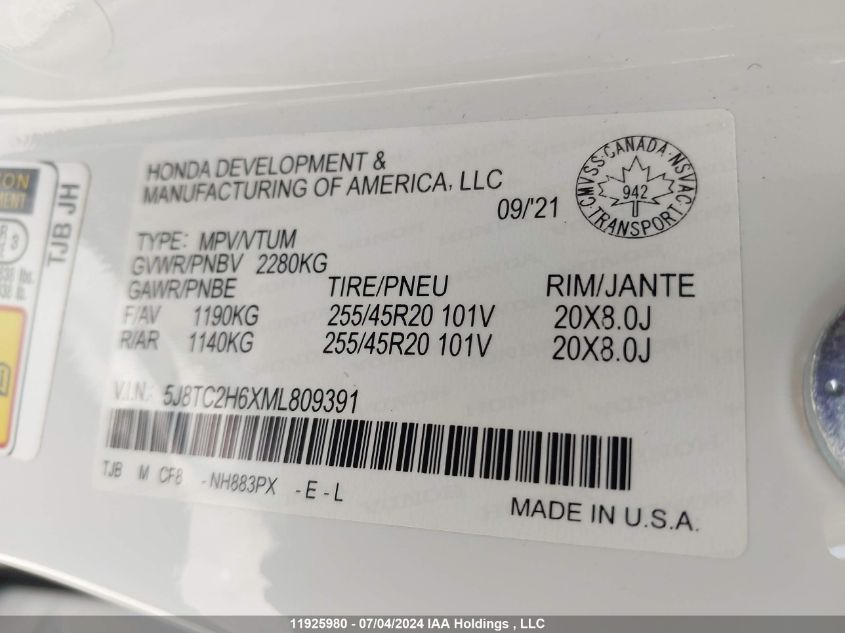 HONDA DEVELOPMENT &
MANUFACTURING OF AMERICA, LLC
09/'21
CMVSS·CANADA·NSVAC
942
TRANSPORT
TYPE: MPV/VTUM
GVWR/PNBV 2280KG
GAWR/PNBE TIRE/PNEU RIM/JANTE
F/AV 1190KG 255/45R20 101V 20X8.0J
R/AR 1140KG 255/45R20 101V 20X8.0J
V.I.N.: 5J8TC2H6XML809391
TJB M CF8 -NH883PX -E-L
MADE IN U.S.A.
TJB JH
11925980 - 07/04/2024 IAA Holdings , LLC